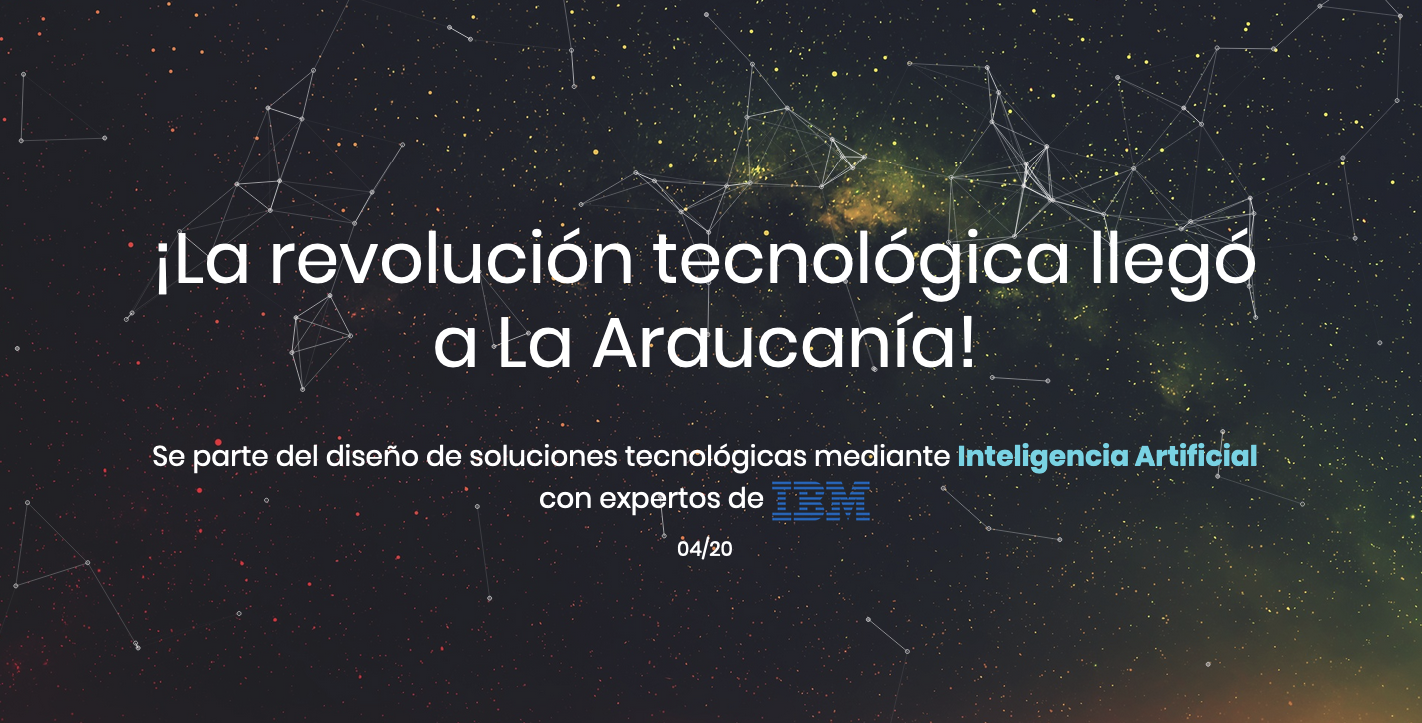 ¡La revolución tecnológica llegó
a La Araucanía!
Se parte del diseño de soluciones tecnológicas mediante Inteligencia Artificial
con expertos de IBM
04/20